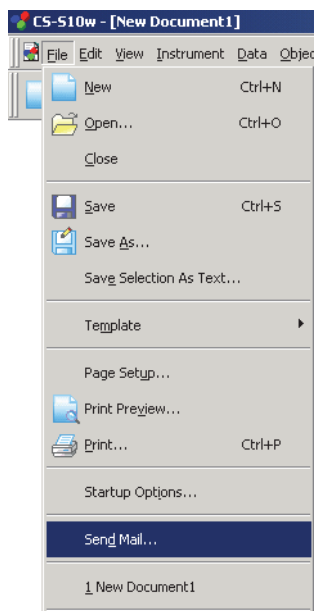 CS-S10w - [New Document1]
File Edit View Instrument Data Objec
New Ctrl+N
Open... Ctrl+O
Close
Save Ctrl+S
Save As...
Save Selection As Text...
Template
Page Setup...
Print Preview...
Print... Ctrl+P
Startup Options...
Send Mail...
1 New Document1